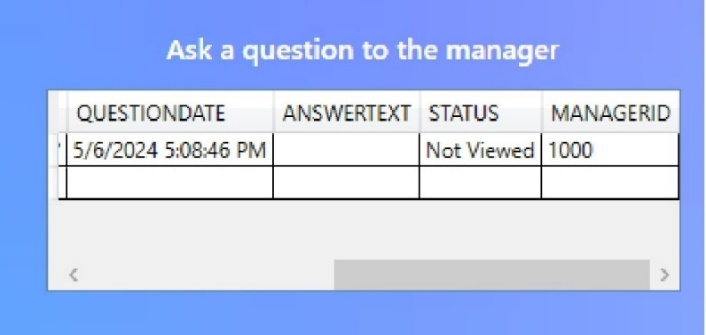 Ask a question to the manager
QUESTIONDATE ANSWERTEXT STATUS MANAGERID
5/6/2024 5:08:46 PM Not Viewed 1000